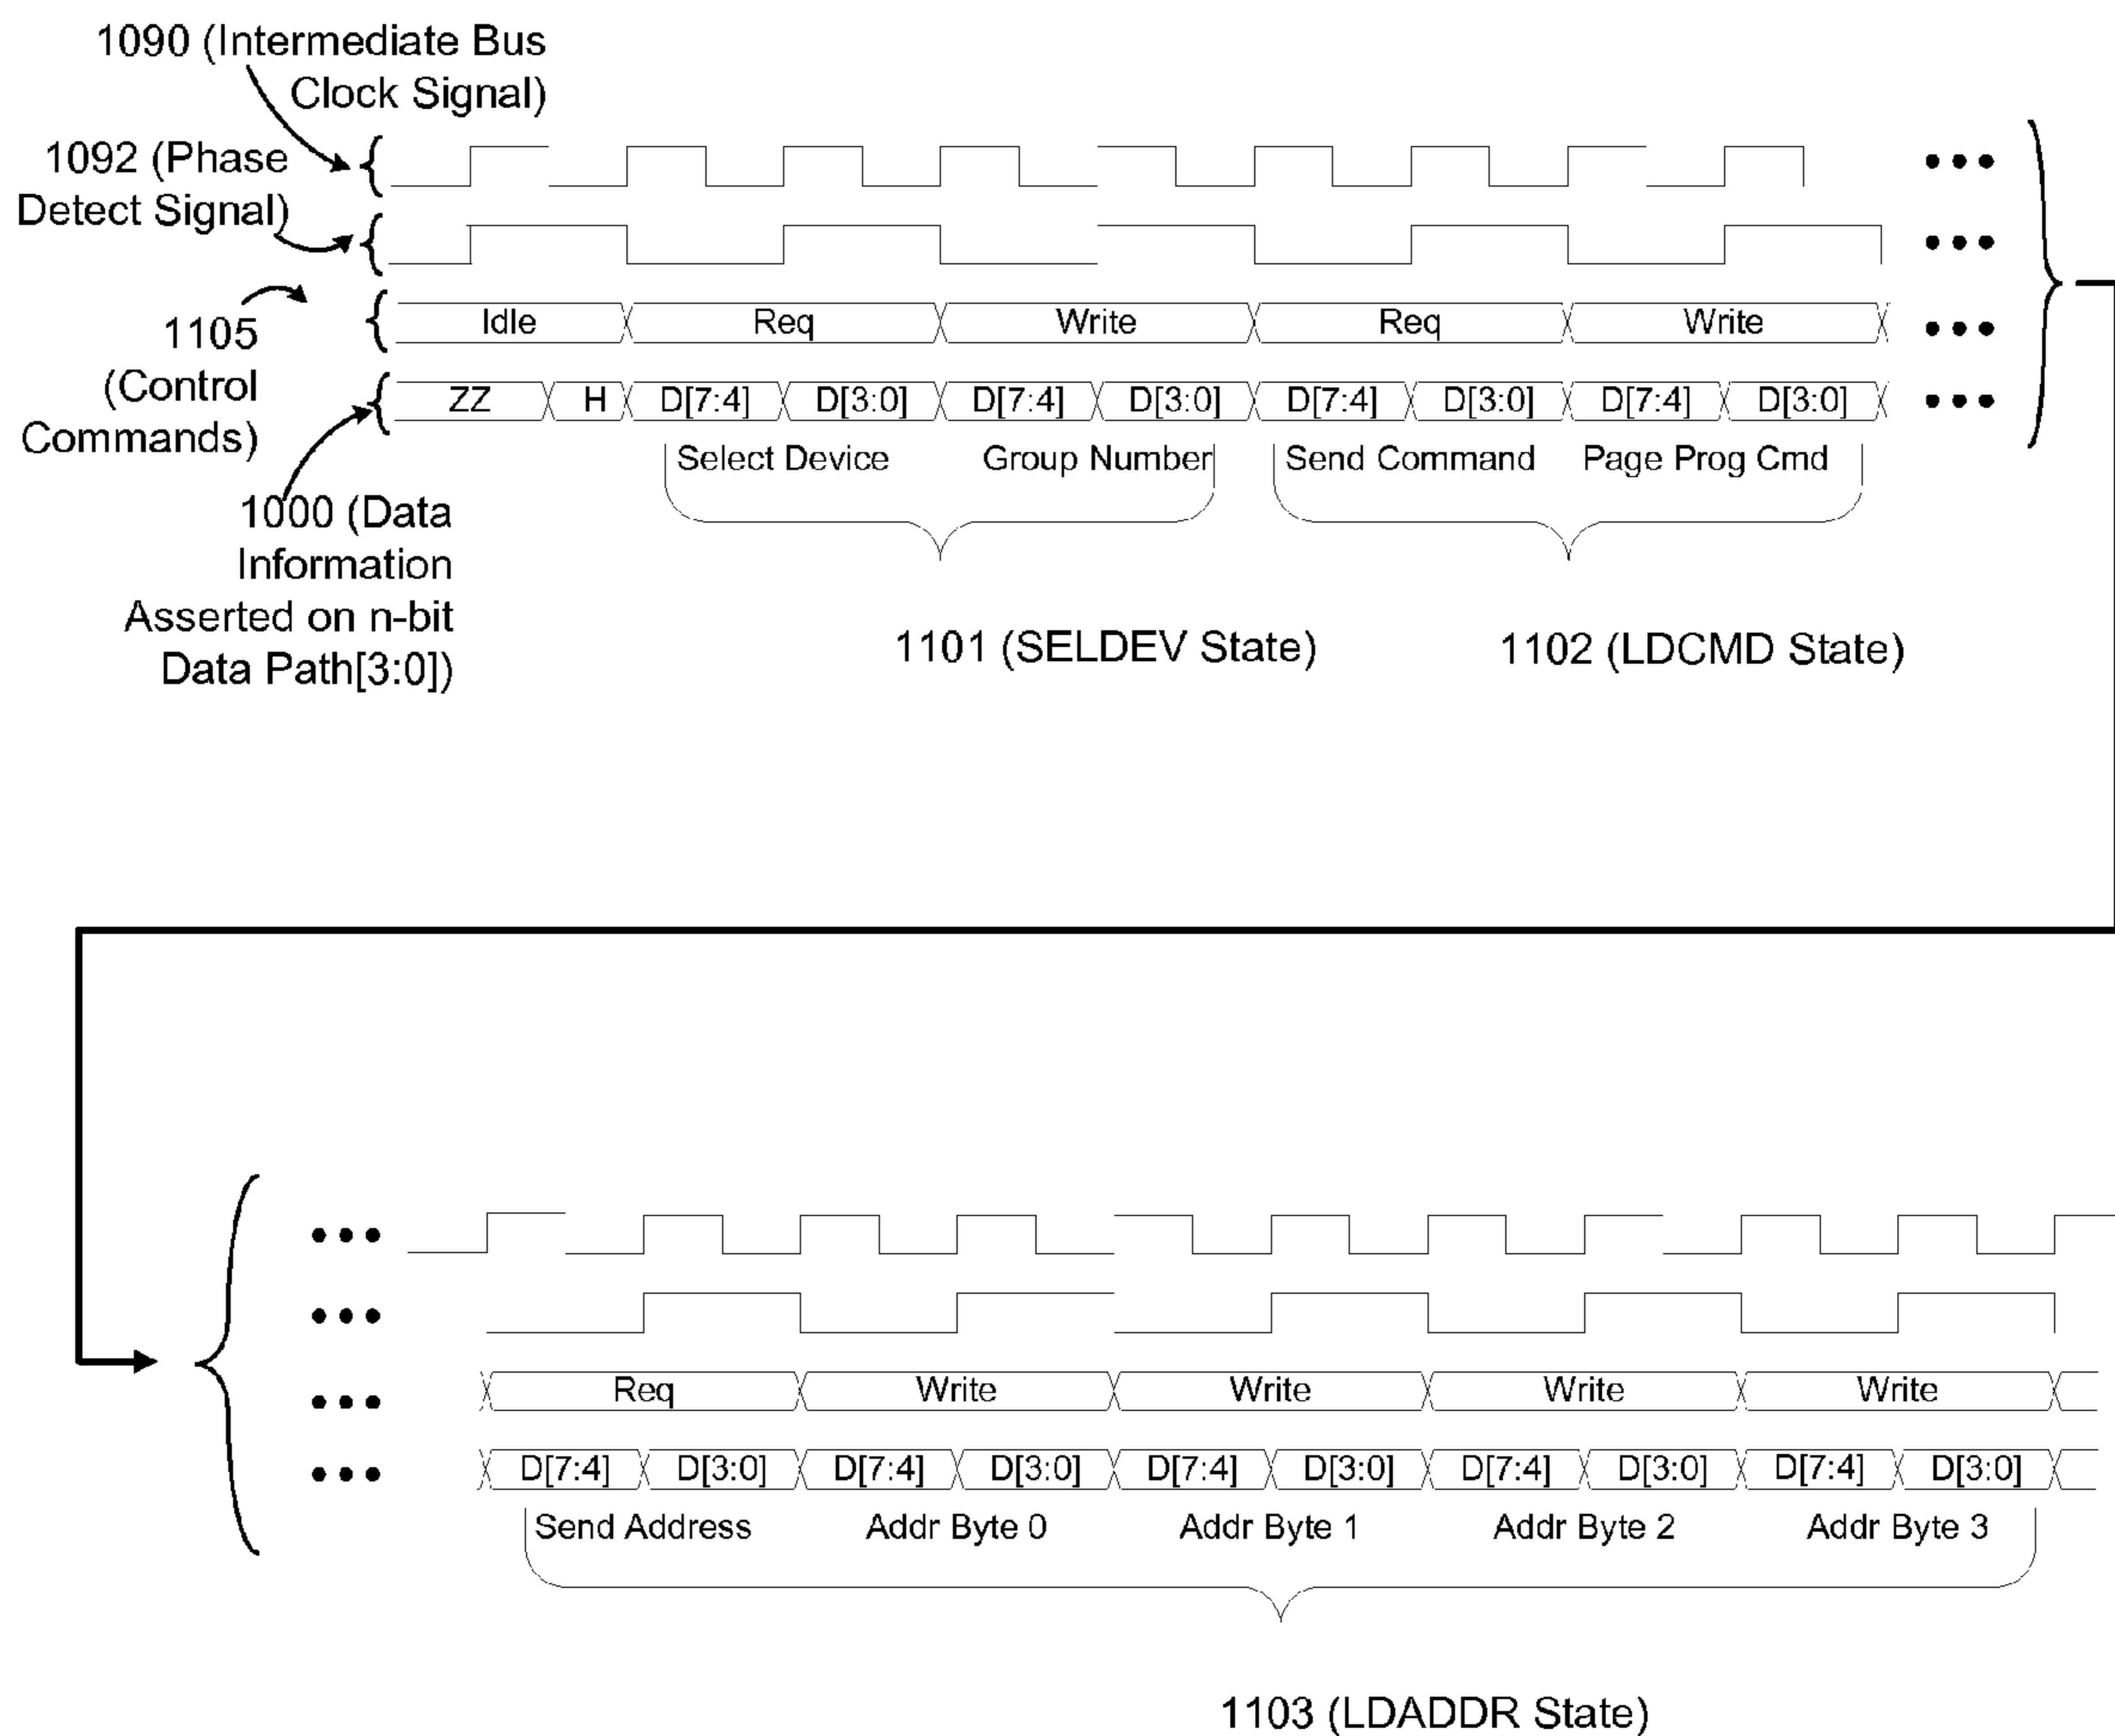 1090 (Intermediate Bus
Clock Signal)
1092 (Phase
Detect Signal)
1105
(Control
Commands)
Idle Req Write Req Write
ZZ H D[7:4] D[3:0] D[7:4] D[3:0] D[7:4] D[3:0] D[7:4] D[3:0]
Select Device Group Number Send Command Page Prog Cmd
1000 (Data
Information
Asserted on n-bit
Data Path[3:0])
1101 (SELDEV State) 1102 (LDCMD State)
Req Write Write Write Write
D[7:4] D[3:0] D[7:4] D[3:0] D[7:4] D[3:0] D[7:4] D[3:0] D[7:4] D[3:0]
Send Address Addr Byte 0 Addr Byte 1 Addr Byte 2 Addr Byte 3
1103 (LDADDR State)